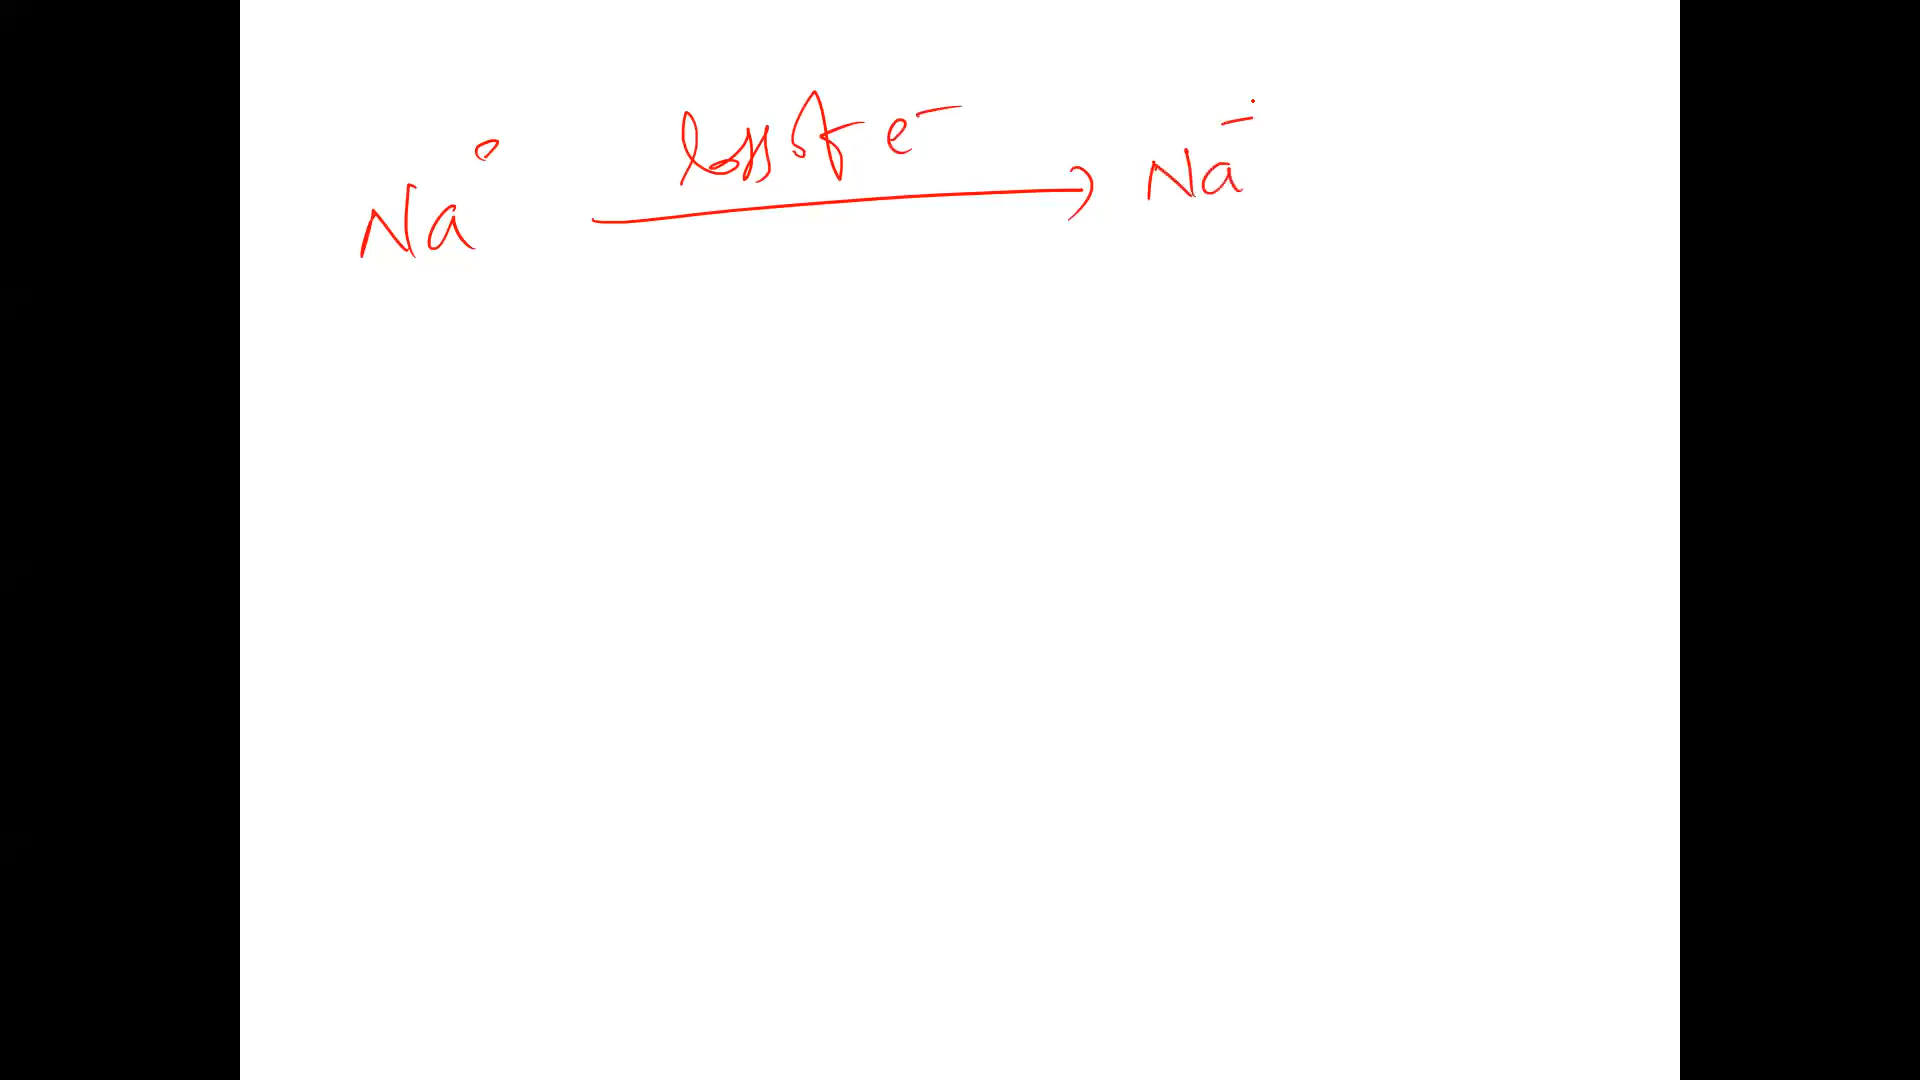 Na° loss of e⁻ → Na⁻